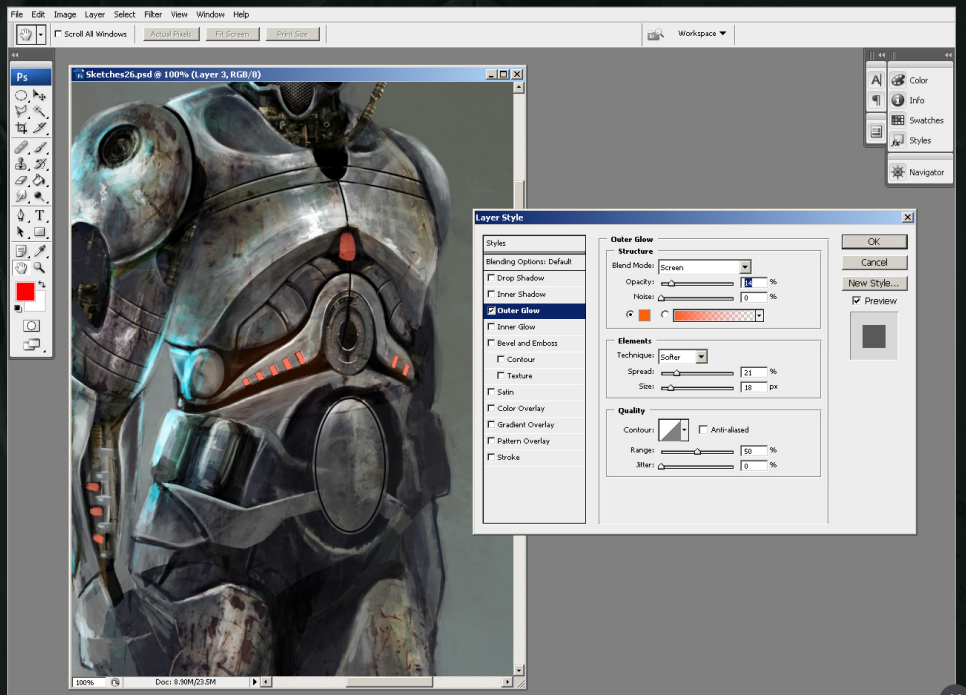 File Edit Image Layer Select Filter View Window Help
Scroll All Windows Actual Pixels Fit Screen Print Size Workspace
Ps
Sketches26.psd @ 100% (Layer 3, RGB/8)
A Color
Info
Swatches
Styles
Navigator
T
100% Doc: 8.90M/23.5M
Layer Style
Styles
Blending Options: Default
Drop Shadow
Inner Shadow
Outer Glow
Inner Glow
Bevel and Emboss
Contour
Texture
Satin
Color Overlay
Gradient Overlay
Pattern Overlay
Stroke
Outer Glow
Structure
Blend Mode: Screen
Opacity: 14 %
Noise: 0 %
Elements
Technique: Softer
Spread: 21 %
Size: 18 px
Quality
Contour: Anti-aliased
Range: 50 %
Jitter: 0 %
OK
Cancel
New Style...
Preview